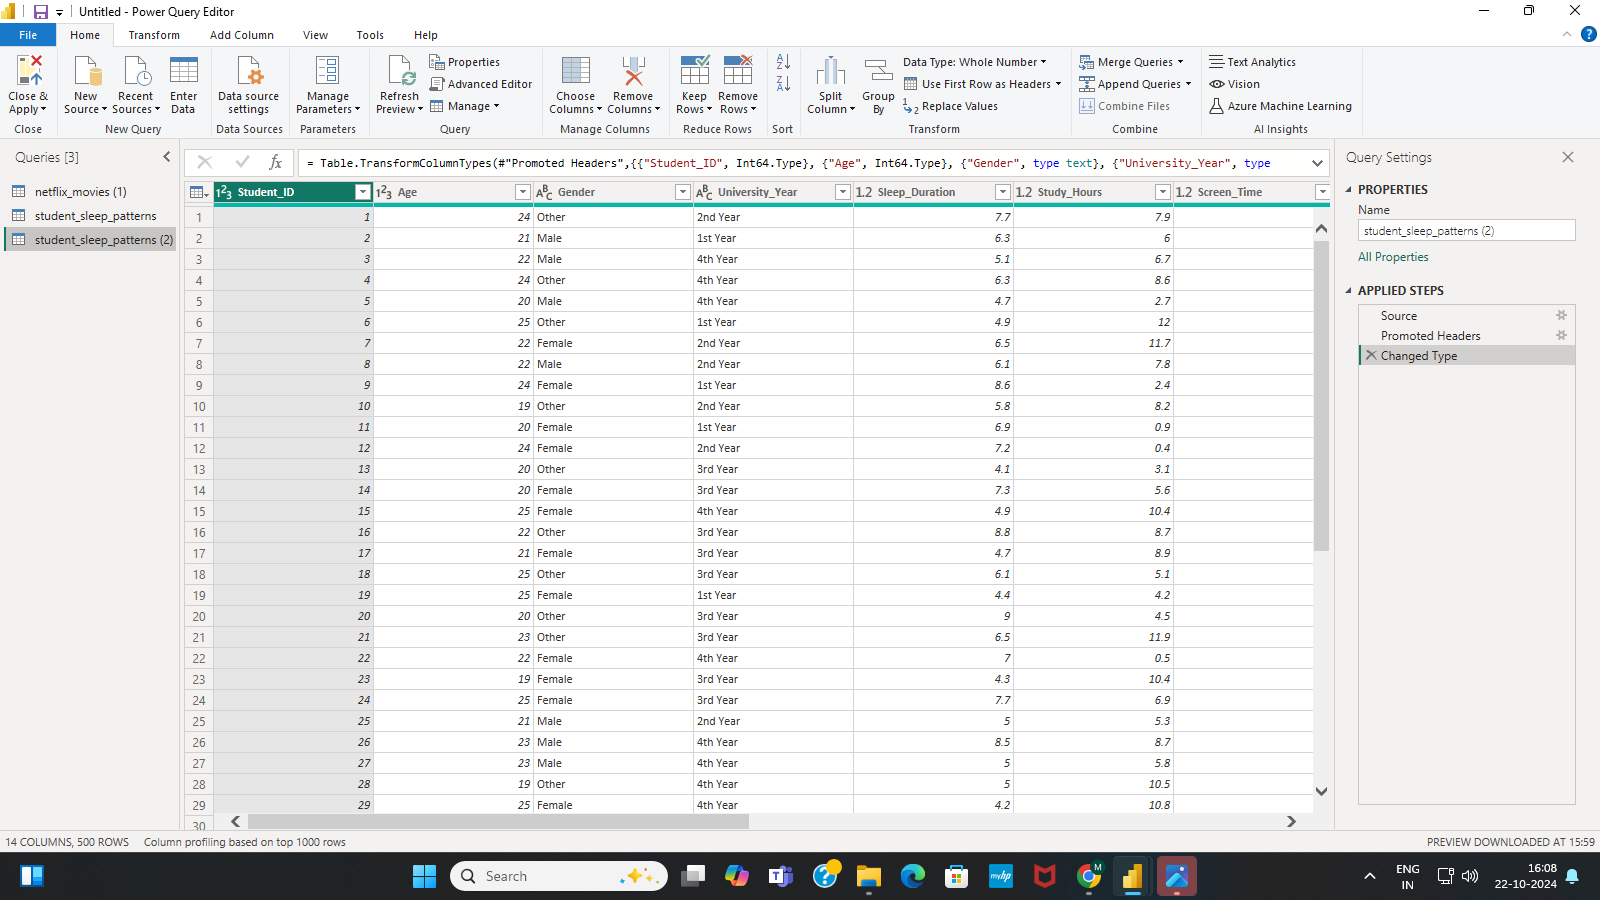 Untitled - Power Query Editor
File Home Transform Add Column View Tools Help
Close & Apply New Source Recent Sources Enter Data Data source settings Manage Parameters Refresh Preview Properties Advanced Editor Manage Choose Columns Remove Columns Keep Rows Remove Rows Split Column Group By Data Type: Whole Number Use First Row as Headers Replace Values Merge Queries Append Queries Combine Files Text Analytics Vision Azure Machine Learning
Close New Query Data Sources Parameters Query Manage Columns Reduce Rows Sort Transform Combine AI Insights
Queries [3]
netflix_movies (1)
student_sleep_patterns
student_sleep_patterns (2)
= Table.TransformColumnTypes(#"Promoted Headers",{{"Student_ID", Int64.Type}, {"Age", Int64.Type}, {"Gender", type text}, {"University_Year", type
Student_ID Age Gender University_Year Sleep_Duration Study_Hours Screen_Time
1 1 24 Other 2nd Year 7.7 7.9
2 2 21 Male 1st Year 6.3 6
3 3 22 Male 4th Year 5.1 6.7
4 4 24 Other 4th Year 6.3 8.6
5 5 20 Male 4th Year 4.7 2.7
6 6 25 Other 1st Year 4.9 12
7 7 22 Female 2nd Year 6.5 11.7
8 8 22 Male 2nd Year 6.1 7.8
9 9 24 Female 1st Year 8.6 2.4
10 10 19 Other 2nd Year 5.8 8.2
11 11 20 Female 1st Year 6.9 0.9
12 12 24 Female 2nd Year 7.2 0.4
13 13 20 Other 3rd Year 4.1 3.1
14 14 20 Female 3rd Year 7.3 5.6
15 15 25 Female 4th Year 4.9 10.4
16 16 22 Other 3rd Year 8.8 8.7
17 17 21 Female 3rd Year 4.7 8.9
18 18 25 Other 3rd Year 6.1 5.1
19 19 25 Female 1st Year 4.4 4.2
20 20 20 Other 3rd Year 9 4.5
21 21 23 Other 3rd Year 6.5 11.9
22 22 22 Female 4th Year 7 0.5
23 23 19 Female 3rd Year 4.3 10.4
24 24 25 Female 3rd Year 7.7 6.9
25 25 21 Male 2nd Year 5 5.3
26 26 23 Male 4th Year 8.5 8.7
27 27 23 Male 4th Year 5 5.8
28 28 19 Other 4th Year 5 10.5
29 29 25 Female 4th Year 4.2 10.8
30
Query Settings
PROPERTIES
Name
student_sleep_patterns (2)
All Properties
APPLIED STEPS
Source
Promoted Headers
Changed Type
14 COLUMNS, 500 ROWS Column profiling based on top 1000 rows PREVIEW DOWNLOADED AT 15:59
Search
myhp
M
ENG
IN
16:08
22-10-2024